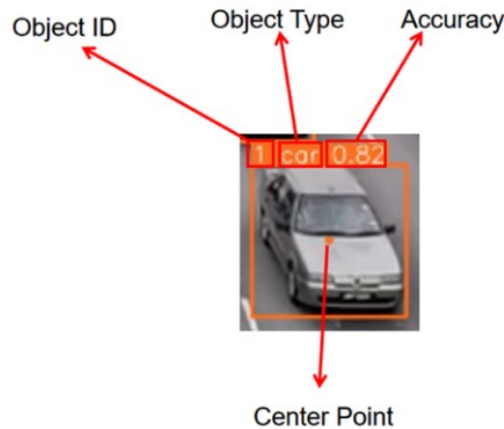 Object ID
Object Type
Accuracy
1 car 0.82
Center Point